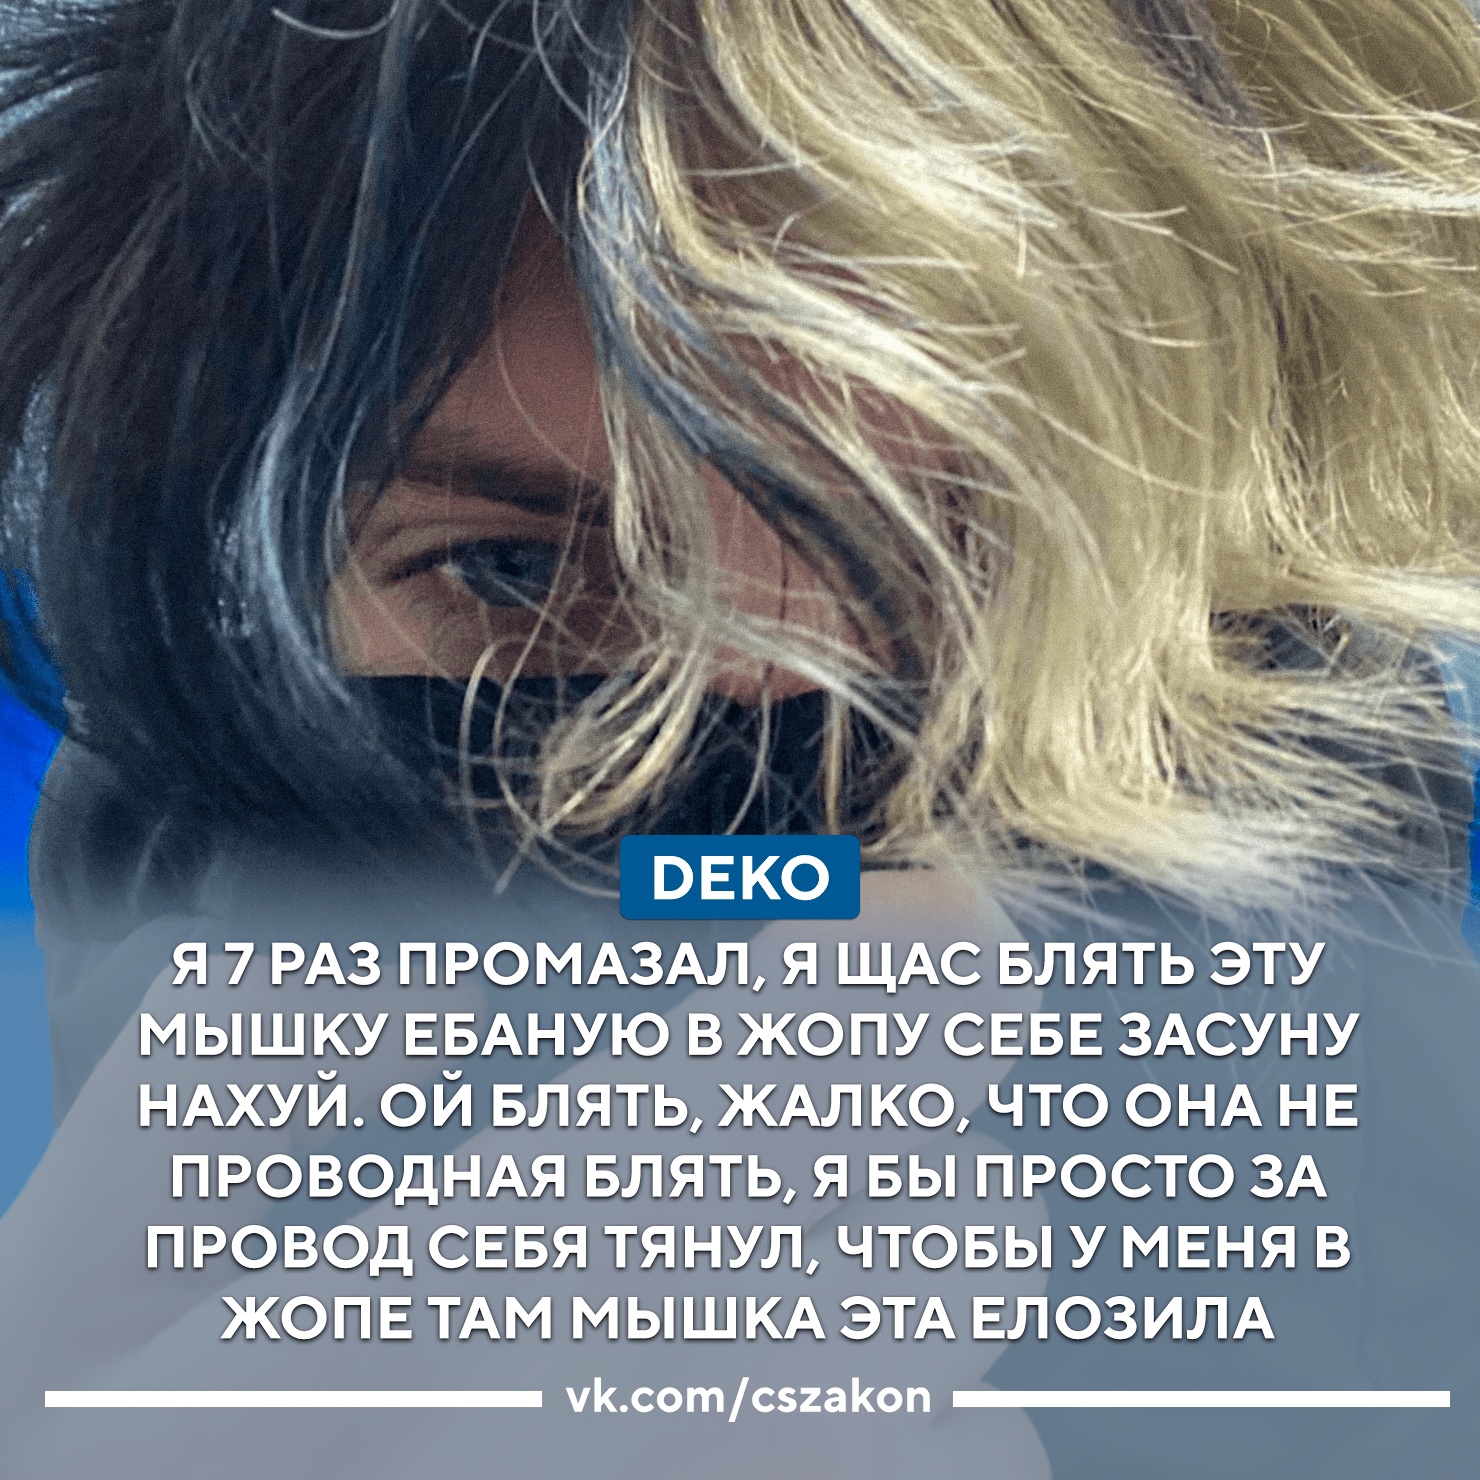 DEKO
Я 7 РАЗ ПРОМАЗАЛ, Я ЩАС БЛЯТЬ ЭТУ
МЫШКУ ЕБАНУЮ В ЖОПУ СЕБЕ ЗАСУНУ
НАХУЙ. ОЙ БЛЯТЬ, ЖАЛКО, ЧТО ОНА НЕ
ПРОВОДНАЯ БЛЯТЬ, Я БЫ ПРОСТО ЗА
ПРОВОД СЕБЯ ТЯНУЛ, ЧТОБЫ У МЕНЯ В
ЖОПЕ ТАМ МЫШКА ЭТА ЕЛОЗИЛА
vk.com/cszakon